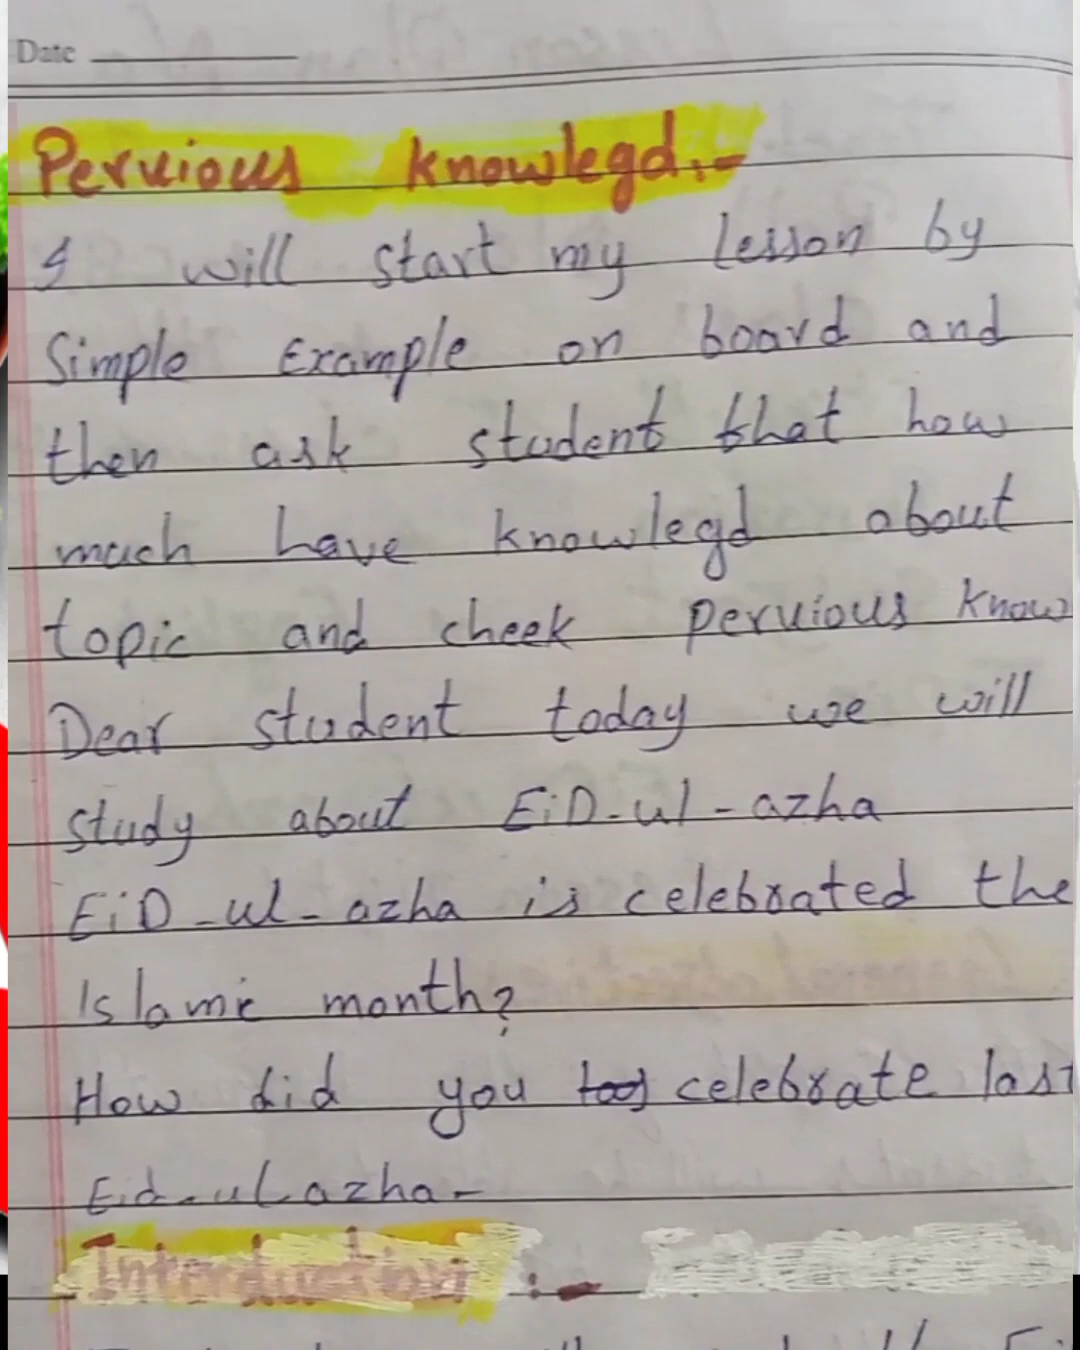 Date
Pervious knowlegd:-
I will start my lesson by
Simple Example on board and
then ask student that how
much have knowlegd about
topic and cheek pervious know
Dear student today we will
study about EiD-ul-azha
EiD-ul-azha is celebrated the
Islamic month?
How did you celebrate last
Eid-ul azha-